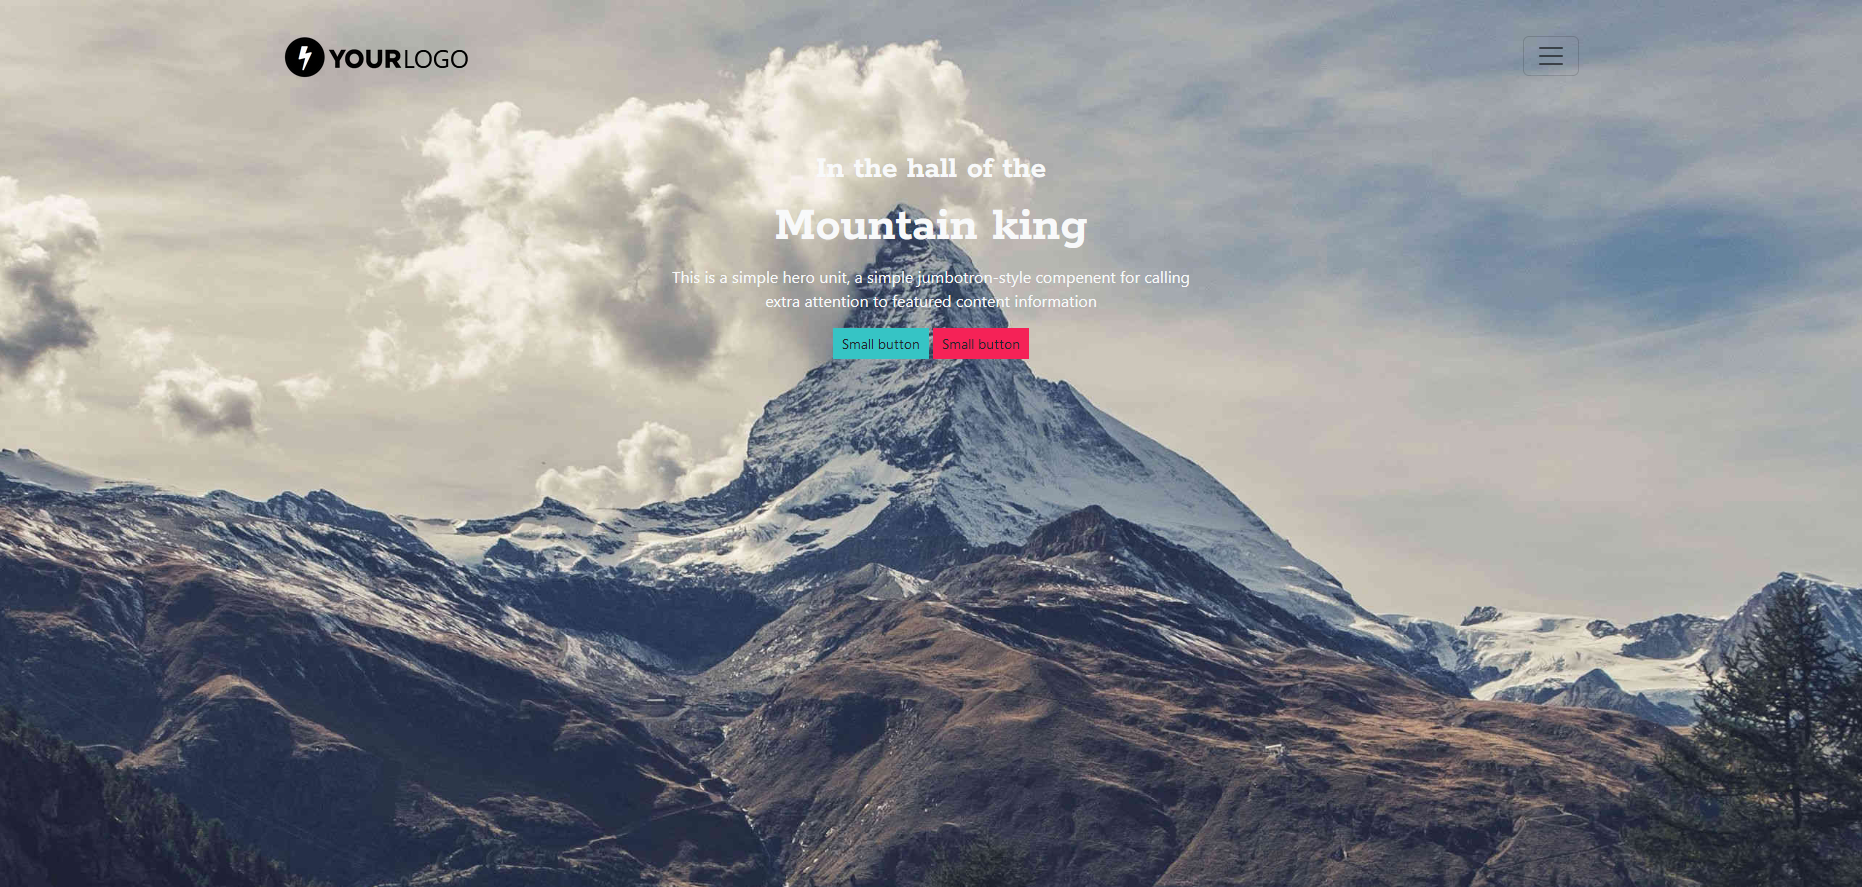 YOURLOGO
In the hall of the
Mountain king
This is a simple hero unit, a simple jumbotron-style compenent for calling
extra attention to featured content information
Small button Small button